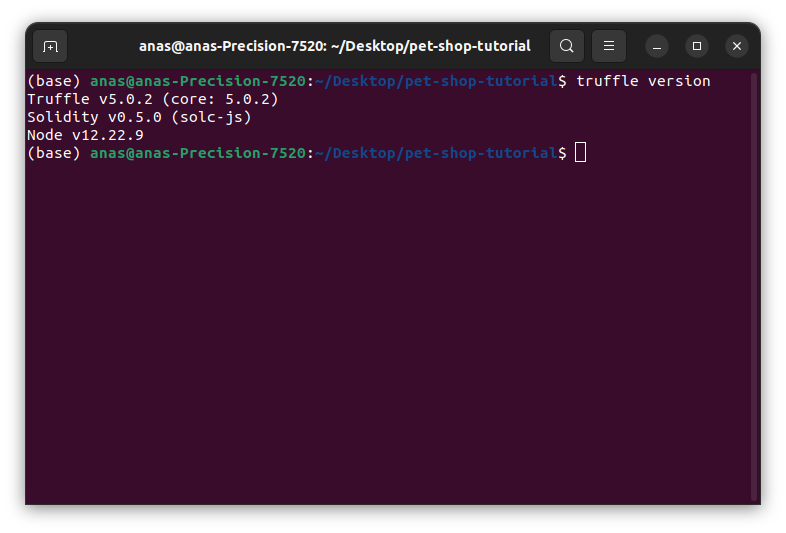 anas@anas-Precision-7520: ~/Desktop/pet-shop-tutorial
(base) anas@anas-Precision-7520:~/Desktop/pet-shop-tutorial$ truffle version
Truffle v5.0.2 (core: 5.0.2)
Solidity v0.5.0 (solc-js)
Node v12.22.9
(base) anas@anas-Precision-7520:~/Desktop/pet-shop-tutorial$